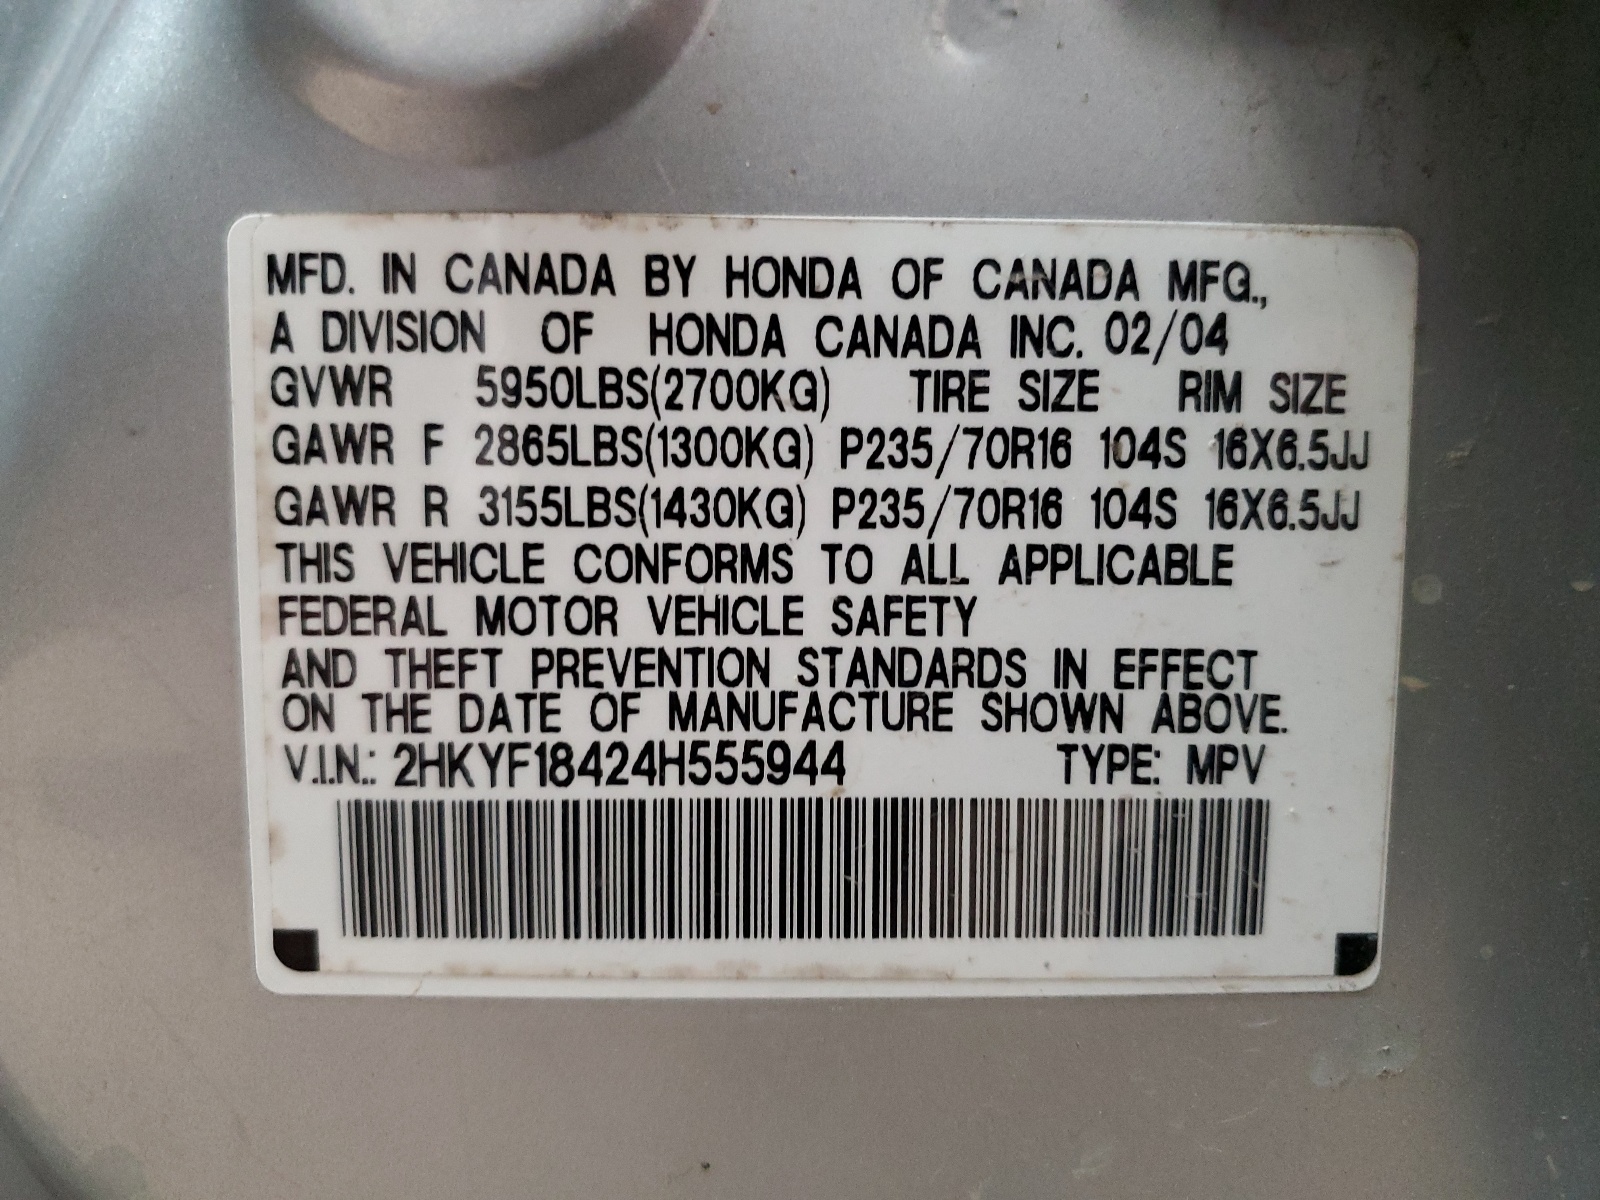 MFD. IN CANADA BY HONDA OF CANADA MFG.,
A DIVISION OF HONDA CANADA INC. 02/04
GVWR 5950LBS(2700KG) TIRE SIZE RIM SIZE
GAWR F 2865LBS(1300KG) P235/70R16 104S 16X6.5JJ
GAWR R 3155LBS(1430KG) P235/70R16 104S 16X6.5JJ
THIS VEHICLE CONFORMS TO ALL APPLICABLE
FEDERAL MOTOR VEHICLE SAFETY
AND THEFT PREVENTION STANDARDS IN EFFECT
ON THE DATE OF MANUFACTURE SHOWN ABOVE.
V.I.N.: 2HKYF18424H555944 TYPE: MPV